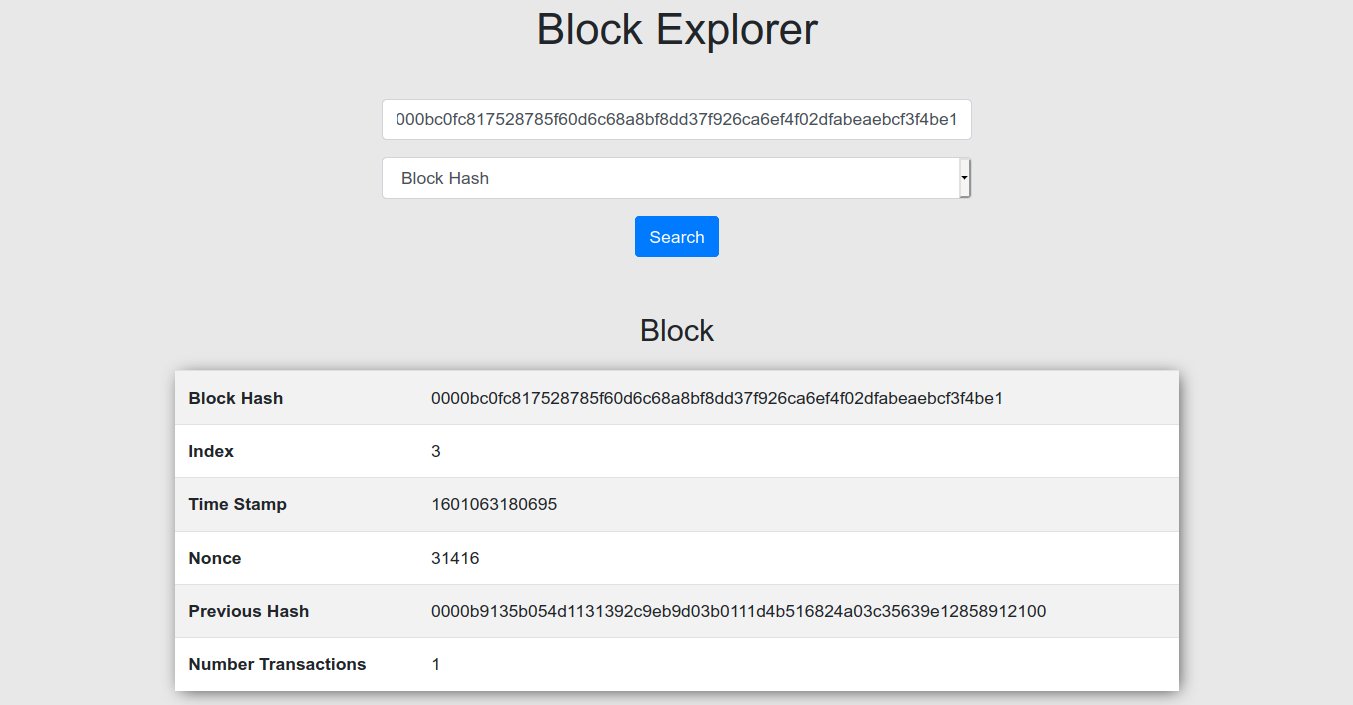 Block Explorer
000bc0fc817528785f60d6c68a8bf8dd37f926ca6ef4f02dfabeaebcf3f4be1
Block Hash
Search
Block
Block Hash 0000bc0fc817528785f60d6c68a8bf8dd37f926ca6ef4f02dfabeaebcf3f4be1
Index 3
Time Stamp 1601063180695
Nonce 31416
Previous Hash 0000b9135b054d1131392c9eb9d03b0111d4b516824a03c35639e12858912100
Number Transactions 1